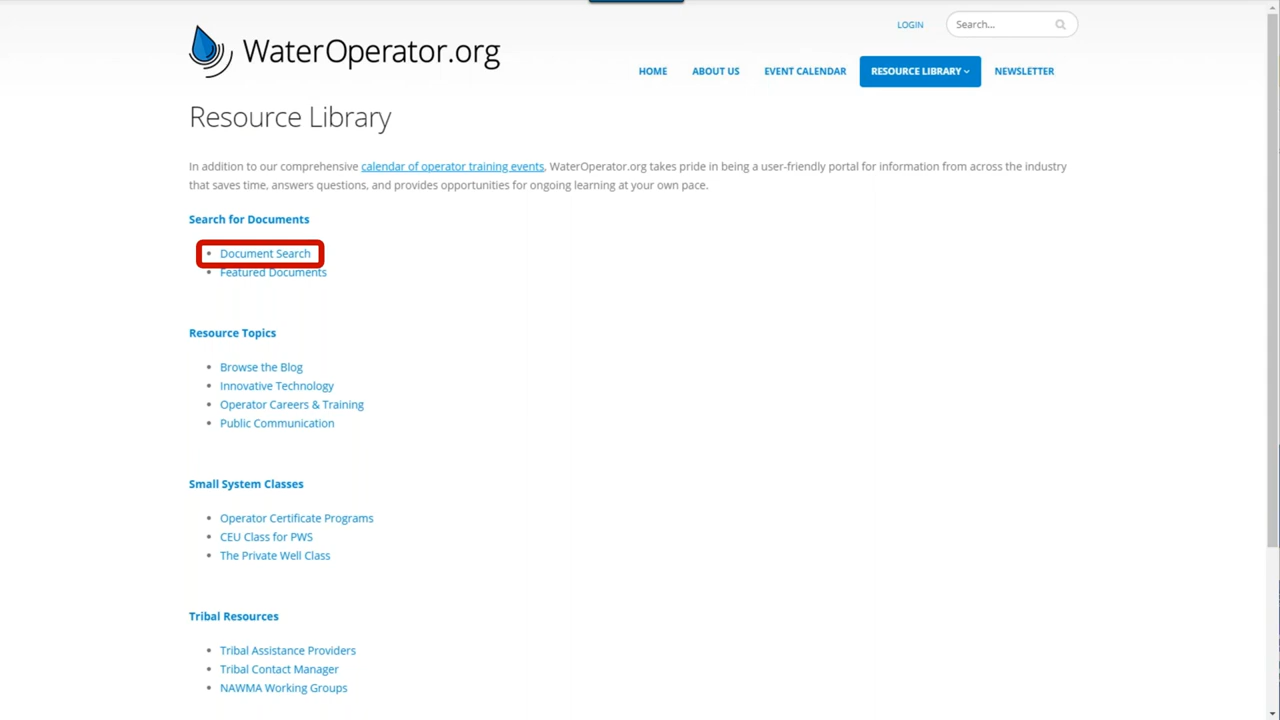 LOGIN
Search...
WaterOperator.org
HOME ABOUT US EVENT CALENDAR RESOURCE LIBRARY NEWSLETTER
Resource Library
In addition to our comprehensive calendar of operator training events, WaterOperator.org takes pride in being a user-friendly portal for information from across the industry
that saves time, answers questions, and provides opportunities for ongoing learning at your own pace.
Search for Documents
• Document Search
• Featured Documents
Resource Topics
• Browse the Blog
• Innovative Technology
• Operator Careers & Training
• Public Communication
Small System Classes
• Operator Certificate Programs
• CEU Class for PWS
• The Private Well Class
Tribal Resources
• Tribal Assistance Providers
• Tribal Contact Manager
• NAWMA Working Groups